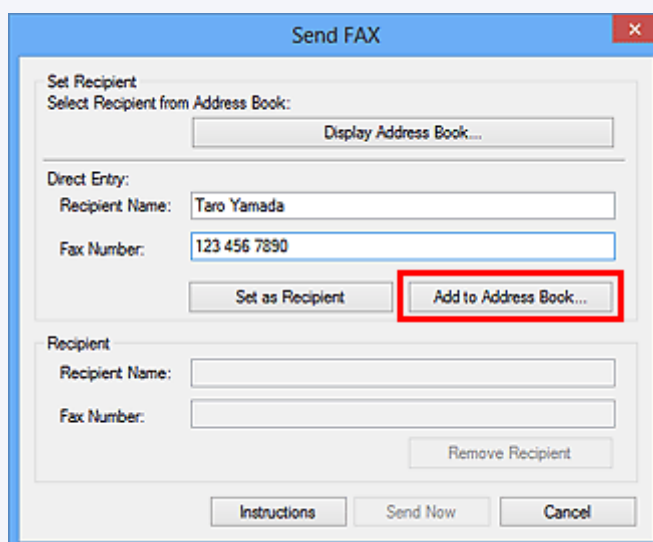 Send FAX
Set Recipient
Select Recipient from Address Book:
Display Address Book...
Direct Entry:
Recipient Name: Taro Yamada
Fax Number: 123 456 7890
Set as Recipient Add to Address Book...
Recipient
Recipient Name:
Fax Number:
Remove Recipient
Instructions Send Now Cancel